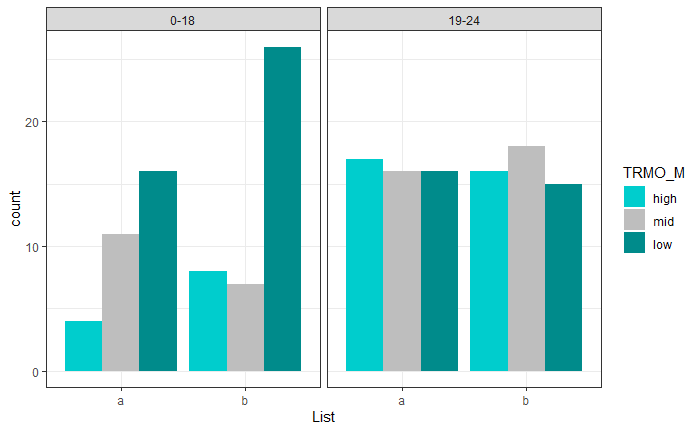 0-18
19-24
20
10
0
count
a
b
a
b
List
TRMO_M
high
mid
low